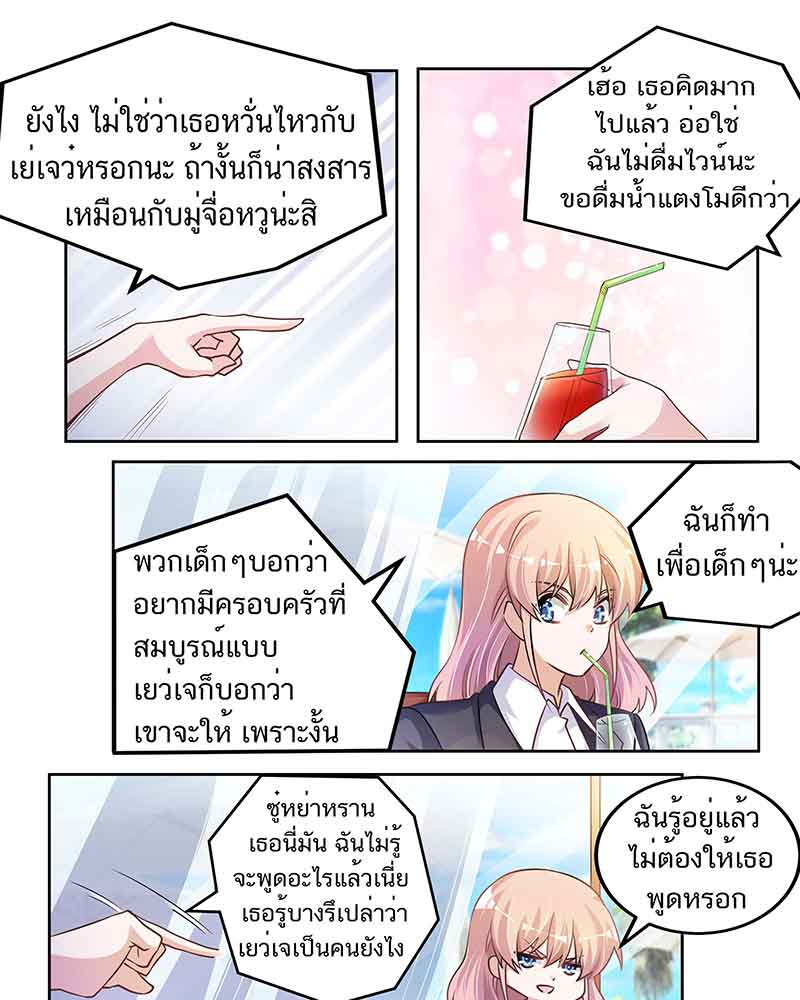 ยังไง ไม่ใช่ว่าเธอหวั่นไหวกับ
เย่เจว๋หรอกนะ ถ้างั้นก็น่าสงสาร
เหมือนกับมู่จื่อหวูน่ะสิ
เฮ้อ เธอคิดมาก
ไปแล้ว อ่อใช่
ฉันไม่ดื่มไวน์นะ
ขอดื่มน้ำแตงโมดีกว่า
ฉันก็ทำ
เพื่อเด็กๆน่ะ
พวกเด็กๆบอกว่า
อยากมีครอบครัวที่
สมบูรณ์แบบ
เยว่เจก็บอกว่า
เขาจะให้ เพราะงั้น
ซู๋หย่าหราน
เธอนี่มัน ฉันไม่รู้
จะพูดอะไรแล้วเนี่ย
เธอรู้บางรึเปล่าว่า
เยว่เจเป็นคนยังไง
ฉันรู้อยู่แล้ว
ไม่ต้องให้เธอ
พูดหรอก